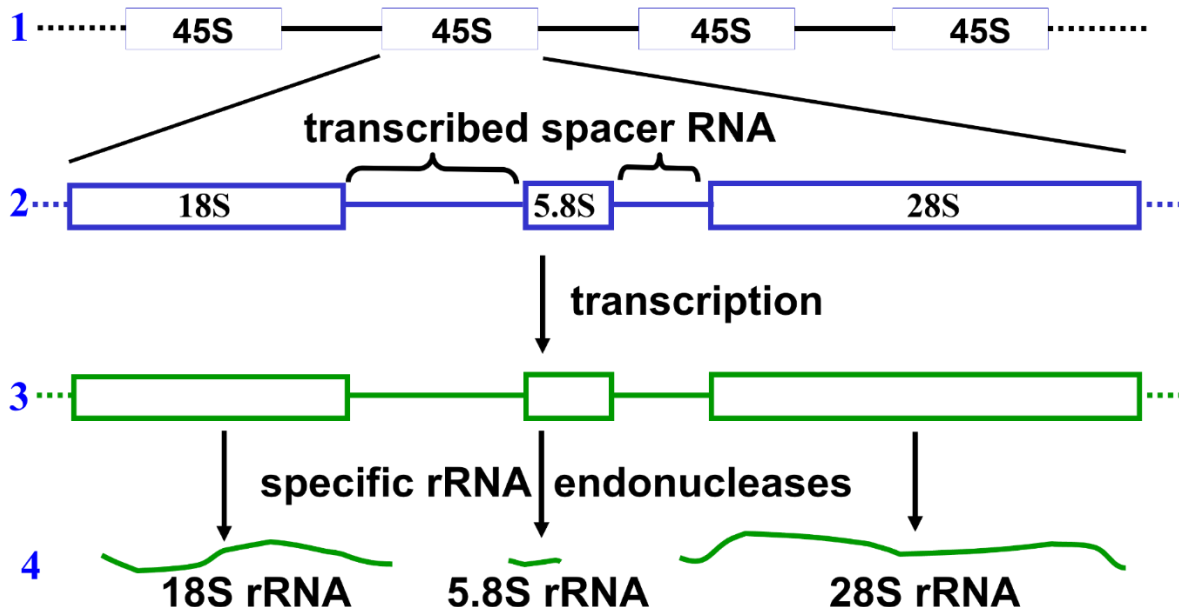 1 45S 45S 45S 45S
transcribed spacer RNA
2 18S 5.8S 28S
transcription
3
specific rRNA endonucleases
4
18S rRNA 5.8S rRNA 28S rRNA